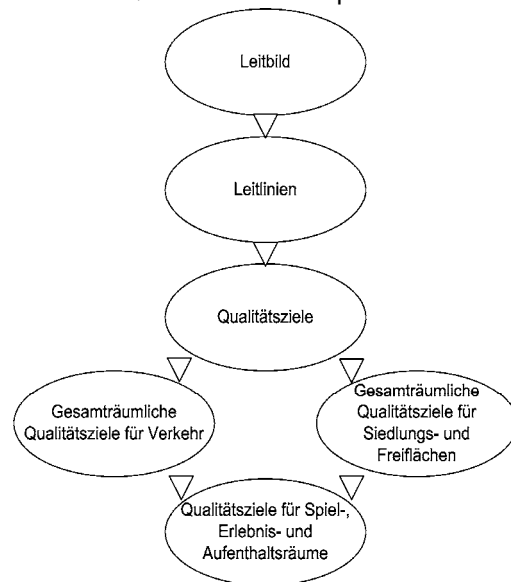 Leitbild
Leitlinien
Qualitätsziele
Gesamträumliche
Qualitätsziele für Verkehr
Gesamträumliche
Qualitätsziele für
Siedlungs- und
Freiflächen
Qualitätsziele für Spiel-,
Erlebnis- und
Aufenthaltsräume